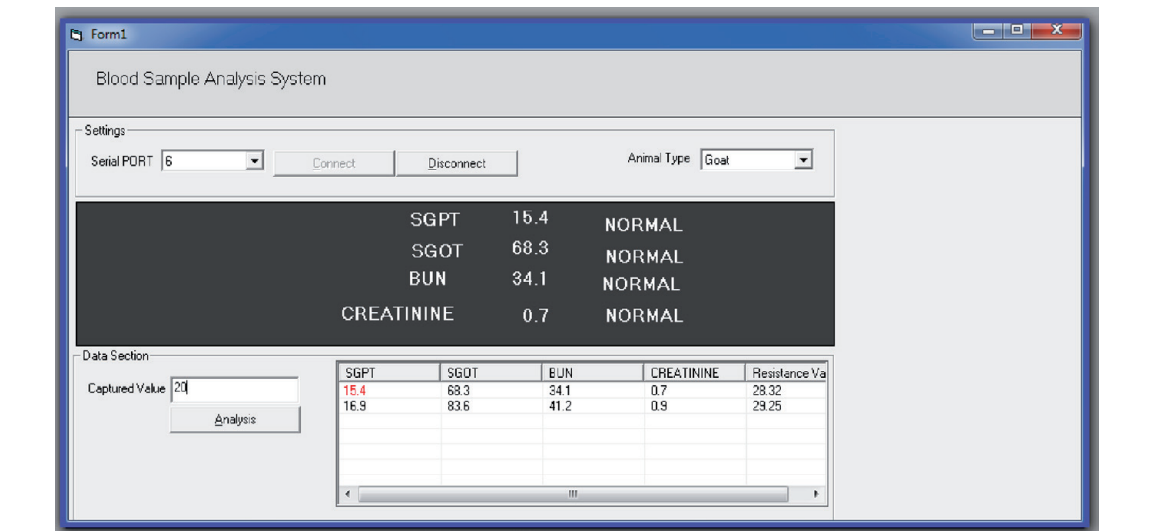 Form1
Blood Sample Analysis System
Settings
Serial PORT 6 Connect Disconnect Animal Type Goat
SGPT 15.4 NORMAL
SGOT 68.3 NORMAL
BUN 34.1 NORMAL
CREATININE 0.7 NORMAL
Data Section
Captured Value 20
Analysis
SGPT SGOT BUN CREATININE Resistance Va
15.4 68.3 34.1 0.7 28.32
16.9 83.6 41.2 0.9 29.25